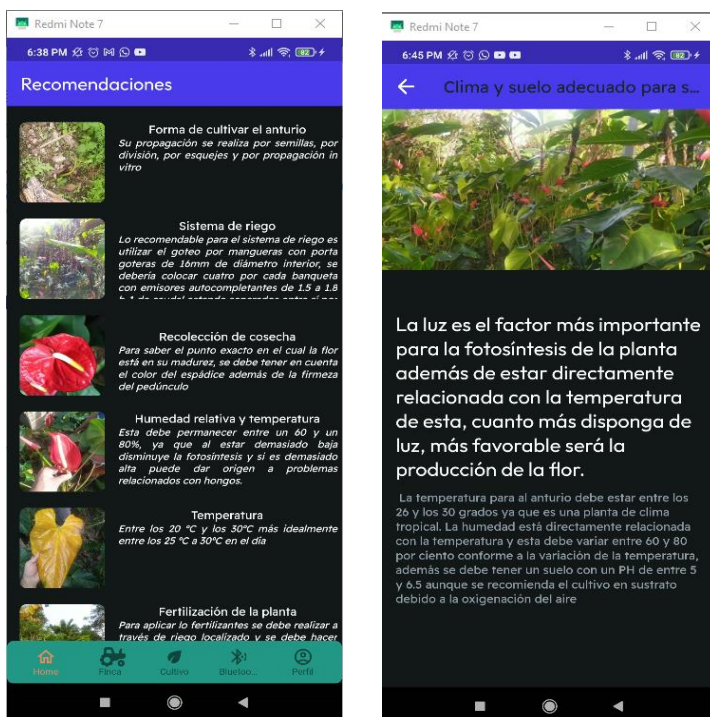 Redmi Note 7
6:38 PM
82
Recomendaciones
Forma de cultivar el anturio
Su propagación se realiza por semillas, por
división, por esquejes y por propagación in
vitro
Sistema de riego
Lo recomendable para el sistema de riego es
utilizar el goteo por mangueras con porta
goteras de 16mm de diámetro interior, se
debería colocar cuatro por cada banqueta
con emisores autocompletantes de 1.5 a 1.8
Recolección de cosecha
Para saber el punto exacto en el cual la flor
está en su madurez, se debe tener en cuenta
el color del espádice además de la firmeza
del pedúnculo
Humedad relativa y temperatura
Esta debe permanecer entre un 60 y un
80%, ya que al estar demasiado baja
disminuye la fotosíntesis y si es demasiado
alta puede dar origen a problemas
relacionados con hongos.
Temperatura
Entre los 20 °C y los 30°C más idealmente
entre los 25 °C a 30°C en el día
Fertilización de la planta
Para aplicar lo fertilizantes se debe realizar a
través de riego localizado y se debe hacer
Home Finca Cultivo Bluetoo... Perfil
Redmi Note 7
6:45 PM
82
Clima y suelo adecuado para s...
La luz es el factor más importante
para la fotosíntesis de la planta
además de estar directamente
relacionada con la temperatura
de esta, cuanto más disponga de
luz, más favorable será la
producción de la flor.
La temperatura para al anturio debe estar entre los
26 y los 30 grados ya que es una planta de clima
tropical. La humedad está directamente relacionada
con la temperatura y esta debe variar entre 60 y 80
por ciento conforme a la variación de la temperatura,
además se debe tener un suelo con un PH de entre 5
y 6.5 aunque se recomienda el cultivo en sustrato
debido a la oxigenación del aire